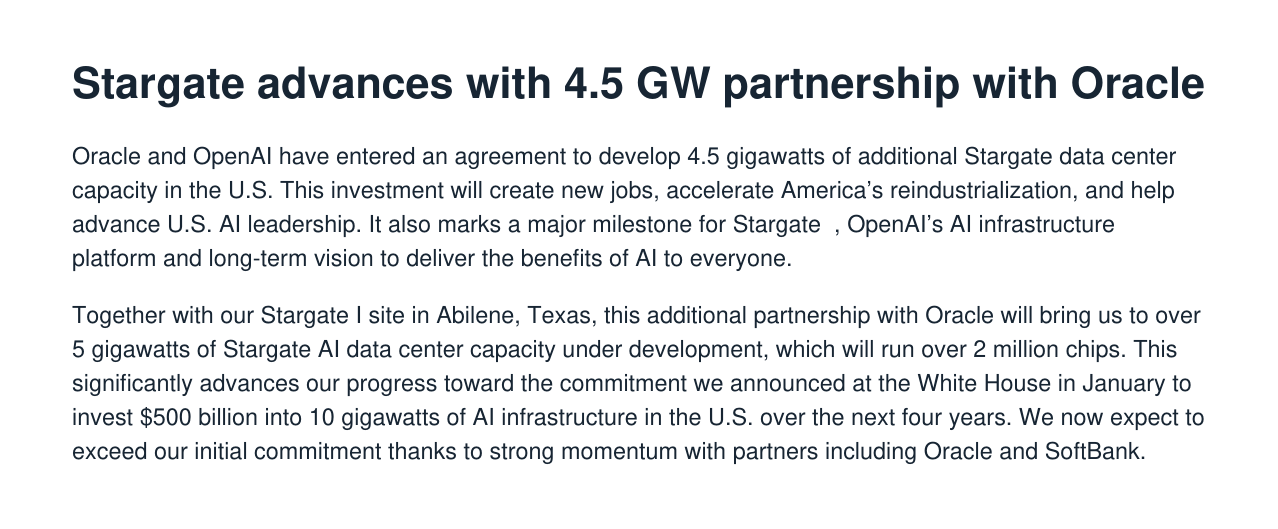 Stargate advances with 4.5 GW partnership with Oracle
Oracle and OpenAI have entered an agreement to develop 4.5 gigawatts of additional Stargate data center
capacity in the U.S. This investment will create new jobs, accelerate America’s reindustrialization, and help
advance U.S. AI leadership. It also marks a major milestone for Stargate  , OpenAI’s AI infrastructure
platform and long-term vision to deliver the benefits of AI to everyone.
Together with our Stargate I site in Abilene, Texas, this additional partnership with Oracle will bring us to over
5 gigawatts of Stargate AI data center capacity under development, which will run over 2 million chips. This
significantly advances our progress toward the commitment we announced at the White House in January to
invest $500 billion into 10 gigawatts of AI infrastructure in the U.S. over the next four years. We now expect to
exceed our initial commitment thanks to strong momentum with partners including Oracle and SoftBank.